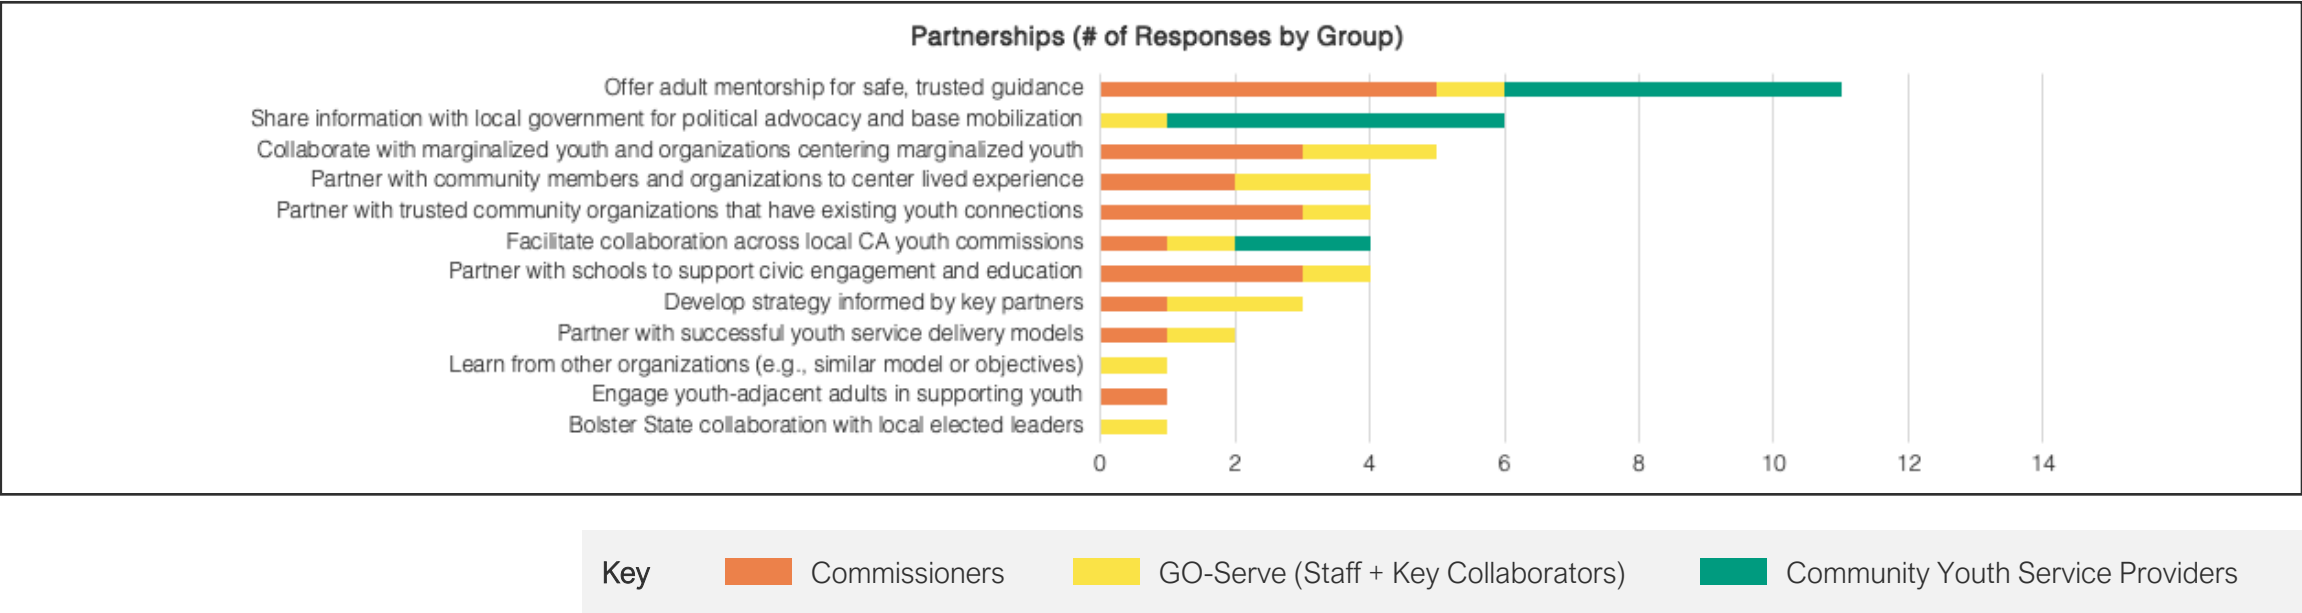 Partnerships (# of Responses by Group)
Offer adult mentorship for safe, trusted guidance
Share information with local government for political advocacy and base mobilization
Collaborate with marginalized youth and organizations centering marginalized youth
Partner with community members and organizations to center lived experience
Partner with trusted community organizations that have existing youth connections
Facilitate collaboration across local CA youth commissions
Partner with schools to support civic engagement and education
Develop strategy informed by key partners
Partner with successful youth service delivery models
Learn from other organizations (e.g., similar model or objectives)
Engage youth-adjacent adults in supporting youth
Bolster State collaboration with local elected leaders
0 2 4 6 8 10 12 14
Key Commissioners GO-Serve (Staff + Key Collaborators) Community Youth Service Providers